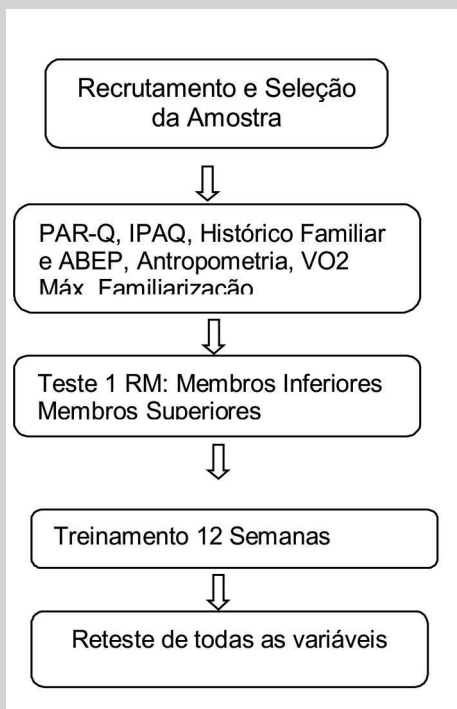 Recrutamento e Seleção
da Amostra
PAR-Q, IPAQ, Histórico Familiar
e ABEP, Antropometria, VO2
Máx, Familiarização
Teste 1 RM: Membros Inferiores
Membros Superiores
Treinamento 12 Semanas
Reteste de todas as variáveis